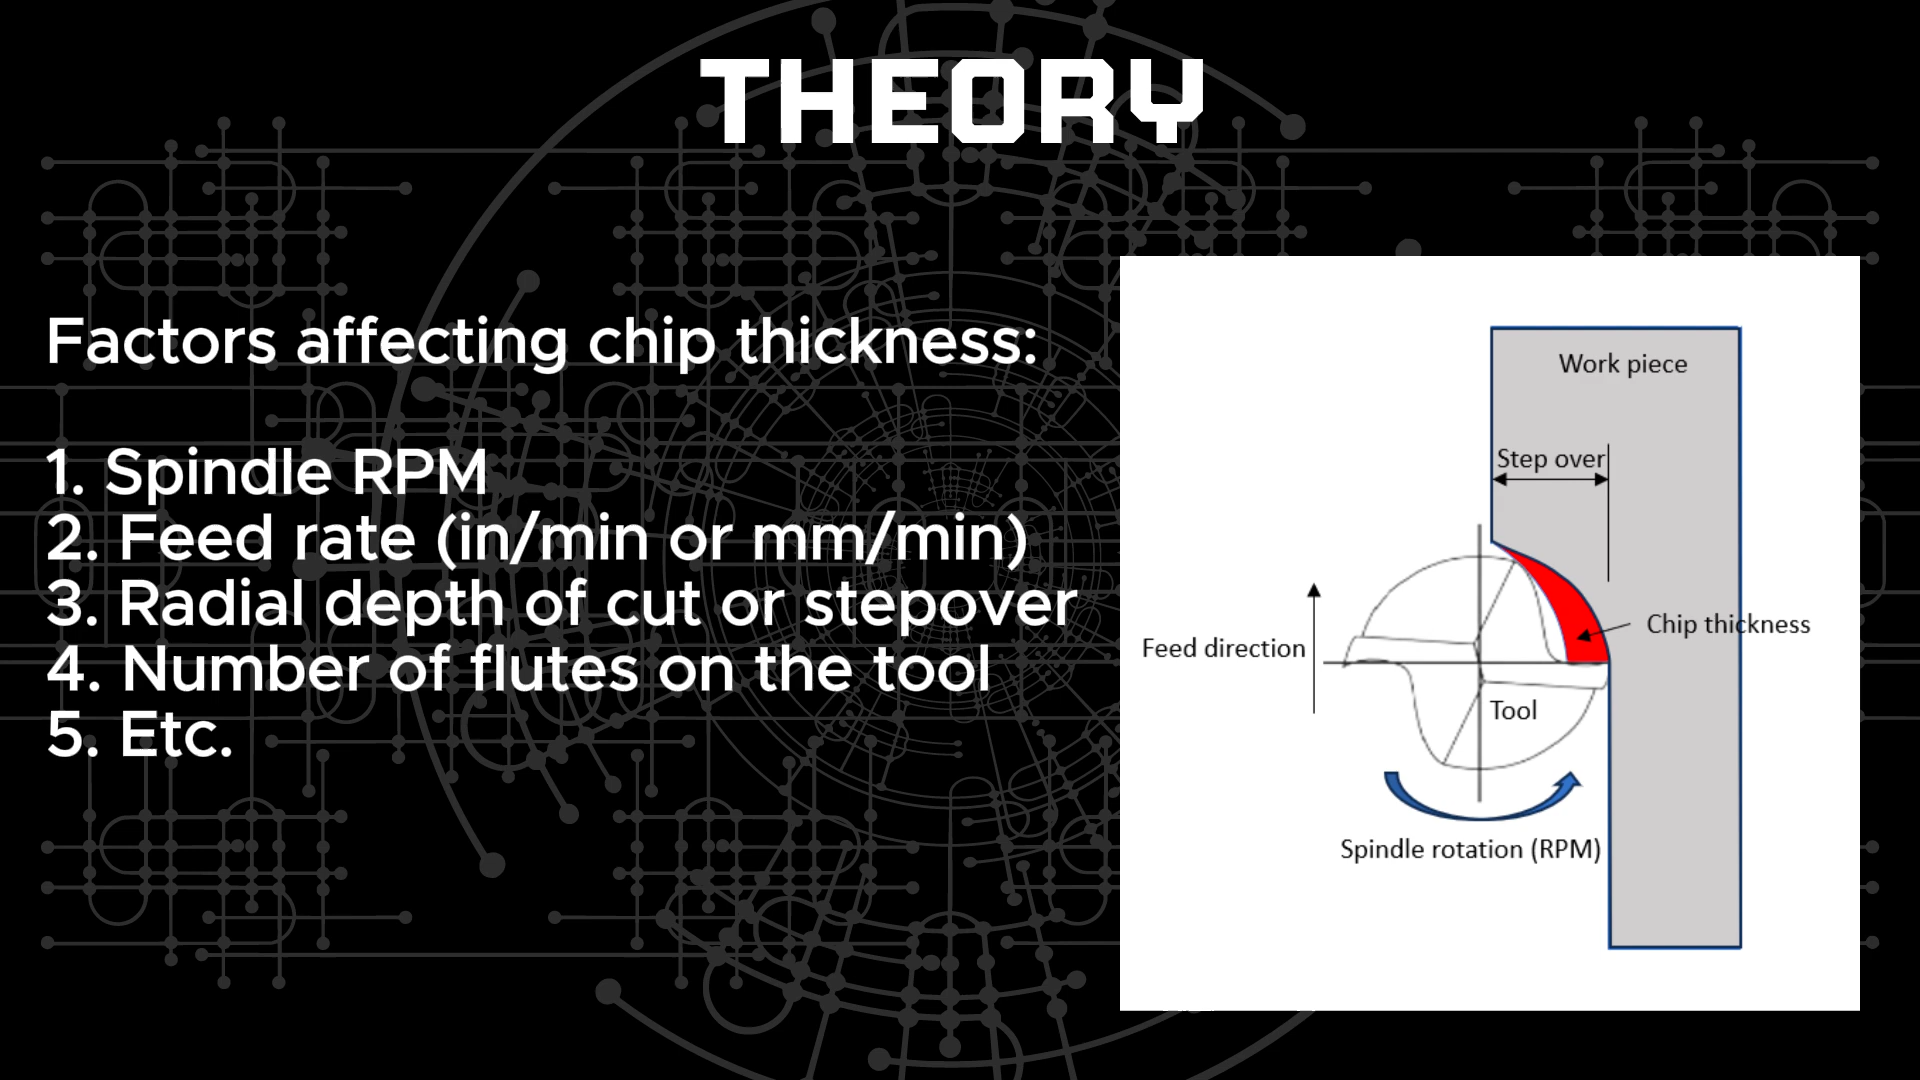 THEORY
Factors affecting chip thickness:
1. Spindle RPM
2. Feed rate (in/min or mm/min)
3. Radial depth of cut or stepover
4. Number of flutes on the tool
5. Etc.
Work piece
Step over
Chip thickness
Feed direction
Tool
Spindle rotation (RPM)